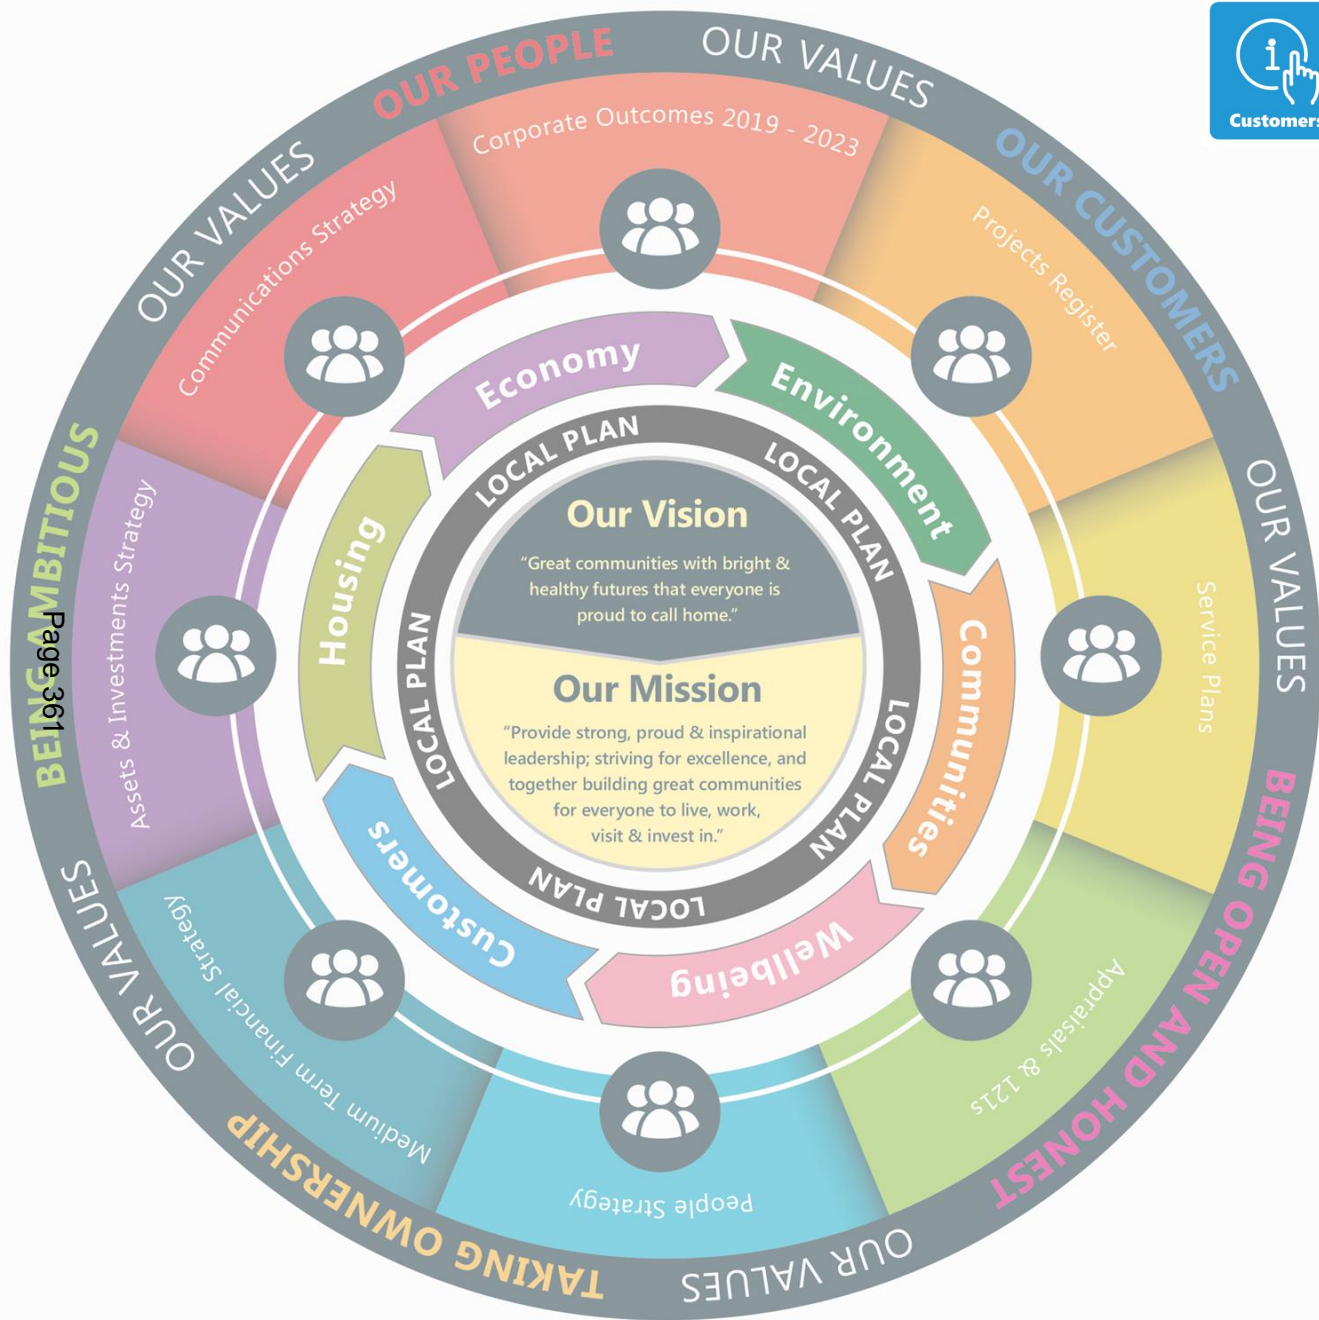 OUR PEOPLE
OUR VALUES
OUR CUSTOMERS
OUR VALUES
BEING OPEN AND HONEST
OUR VALUES
TAKING OWNERSHIP
OUR VALUES
BEING AMBITIOUS
OUR VALUES
Corporate Outcomes 2019 - 2023
Projects Register
Service Plans
Appraisals & 121s
People Strategy
Medium Term Financial Strategy
Assets & Investments Strategy
Communications Strategy
Economy
Environment
Communities
Wellbeing
Customers
Housing
LOCAL PLAN
LOCAL PLAN
LOCAL PLAN
LOCAL PLAN
LOCAL PLAN
Our Vision
“Great communities with bright &
healthy futures that everyone is
proud to call home.”
Our Mission
“Provide strong, proud & inspirational
leadership; striving for excellence, and
together building great communities
for everyone to live, work,
visit & invest in.”
Page 361
i
Customers